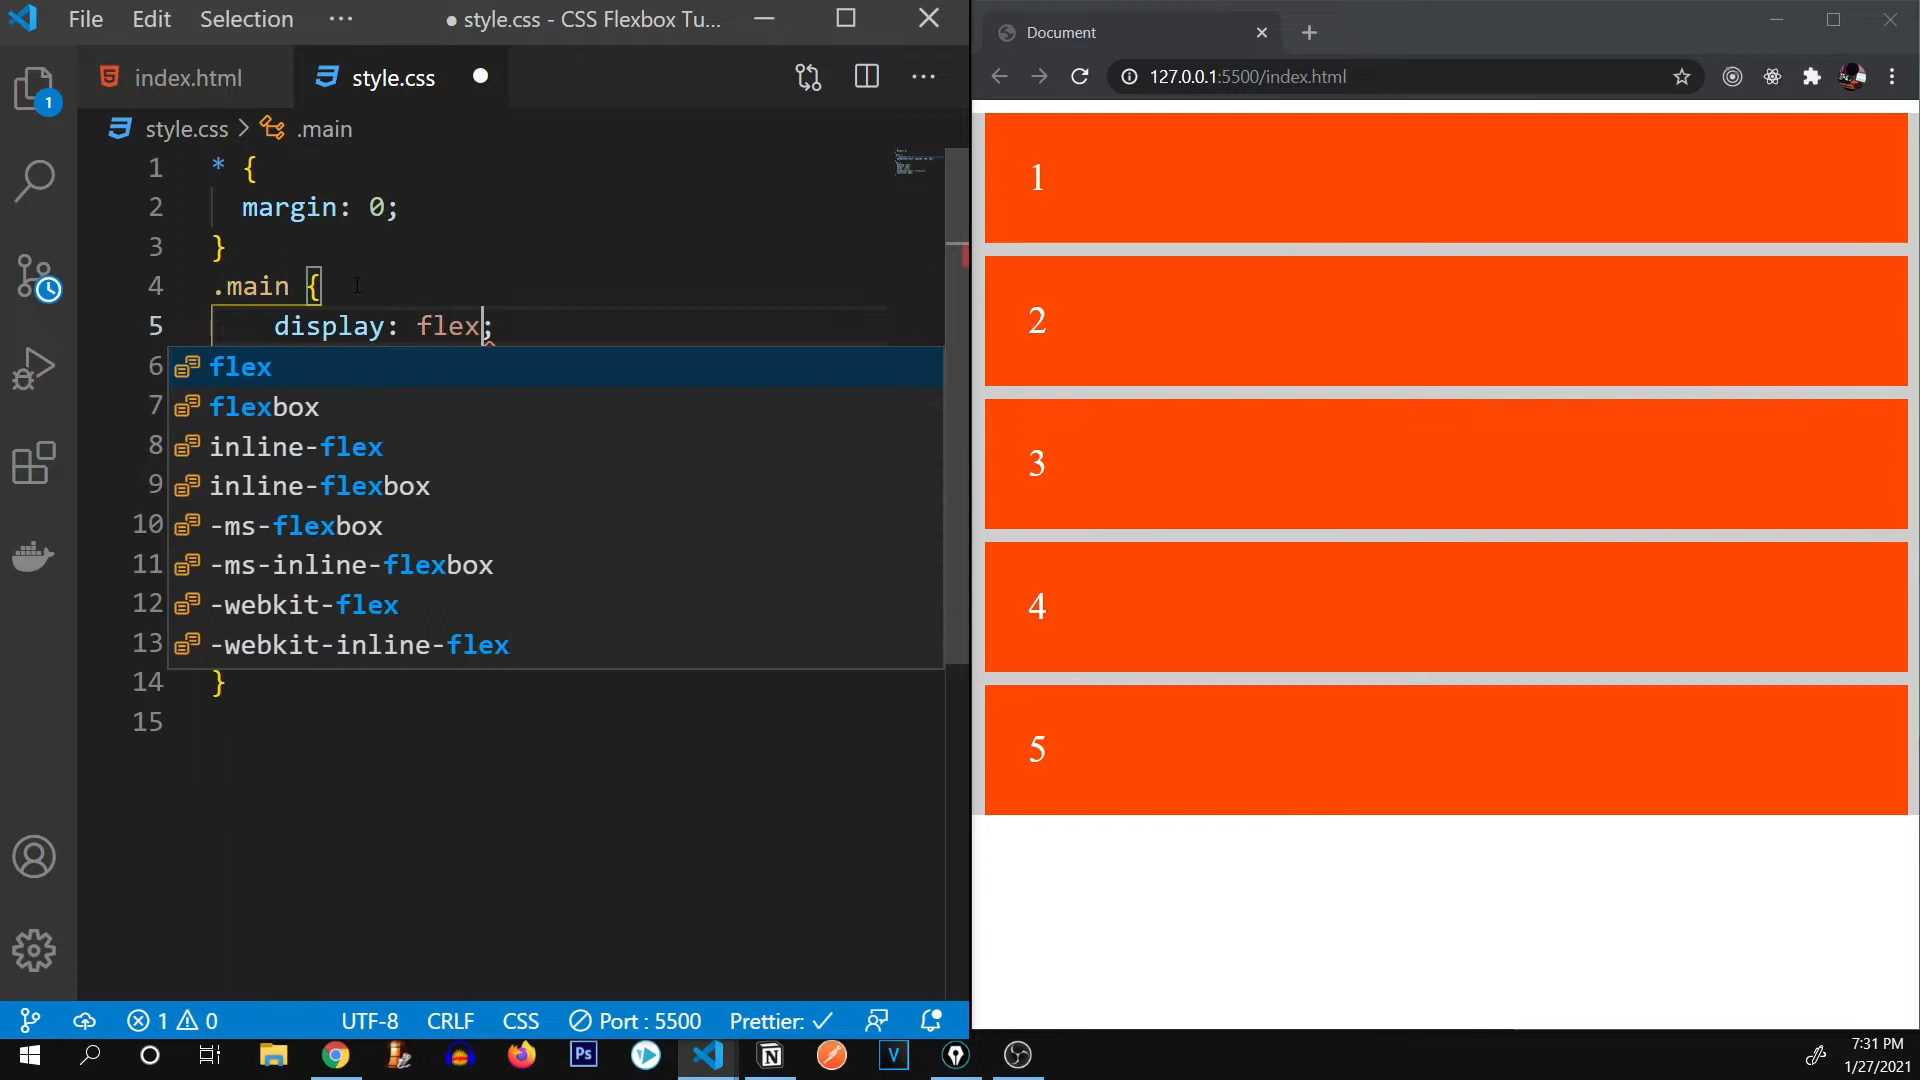 File Edit Selection ··· ● style.css - CSS Flexbox Tu...
index.html style.css ●
style.css > .main
1 * {
2 margin: 0;
3 }
4 .main {
5 display: flex;
6 flex
7 flexbox
8 inline-flex
9 inline-flexbox
10 -ms-flexbox
11 -ms-inline-flexbox
12 -webkit-flex
13 -webkit-inline-flex
14 }
15
1
1 0 UTF-8 CRLF CSS Port : 5500 Prettier: ✓
Document
127.0.0.1:5500/index.html
1
2
3
4
5
Ps N V
7:31 PM
1/27/2021